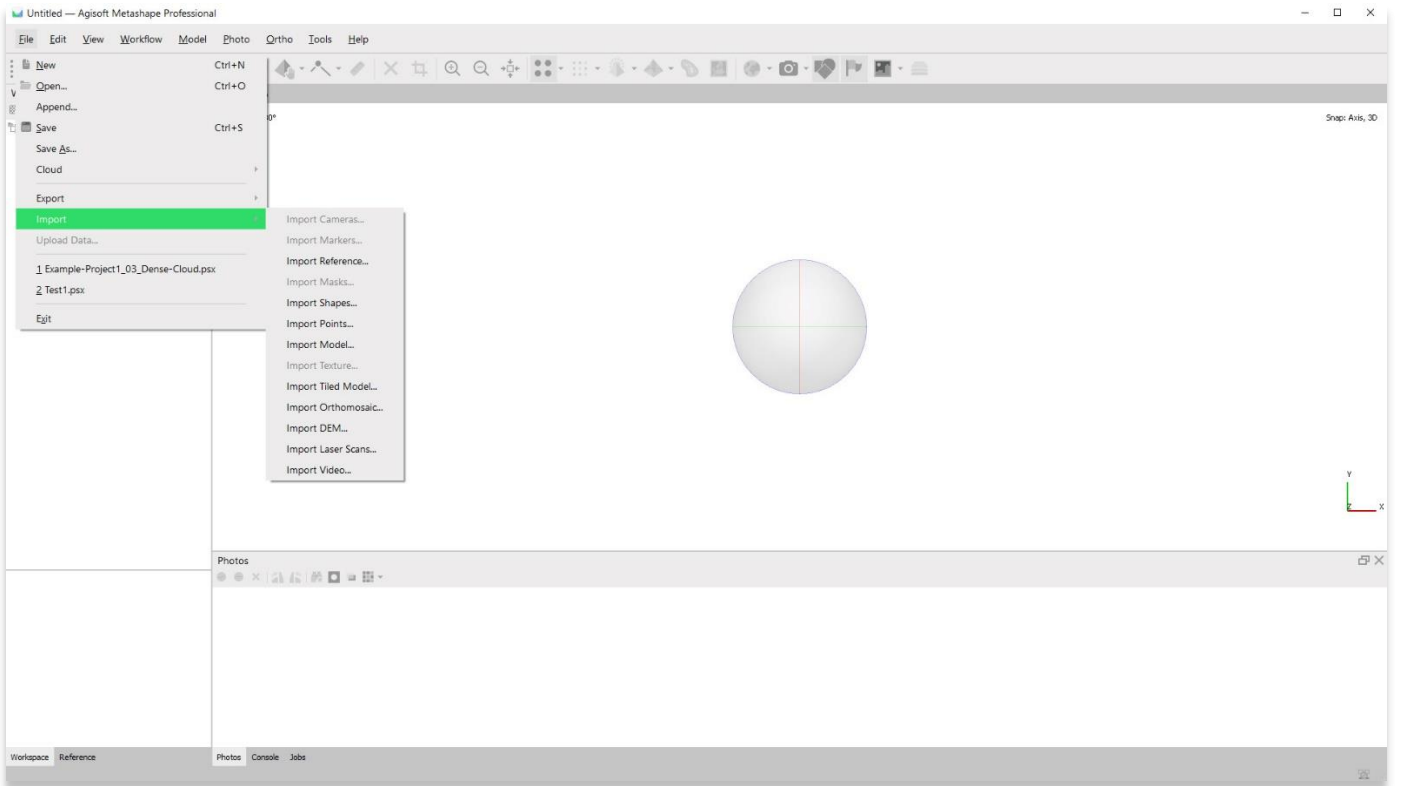 Untitled — Agisoft Metashape Professional
File Edit View Workflow Model Photo Ortho Tools Help
New Ctrl+N
Open... Ctrl+O
Append...
Save Ctrl+S
Save As...
Cloud
Export
Import
Upload Data...
1 Example-Project1_03_Dense-Cloud.psx
2 Test1.psx
Exit
Import Cameras...
Import Markers...
Import Reference...
Import Masks...
Import Shapes...
Import Points...
Import Model...
Import Texture...
Import Tiled Model...
Import Orthomosaic...
Import DEM...
Import Laser Scans...
Import Video...
Snap: Axis, 3D
Y
Z X
Photos
Workspace Reference
Photos Console Jobs